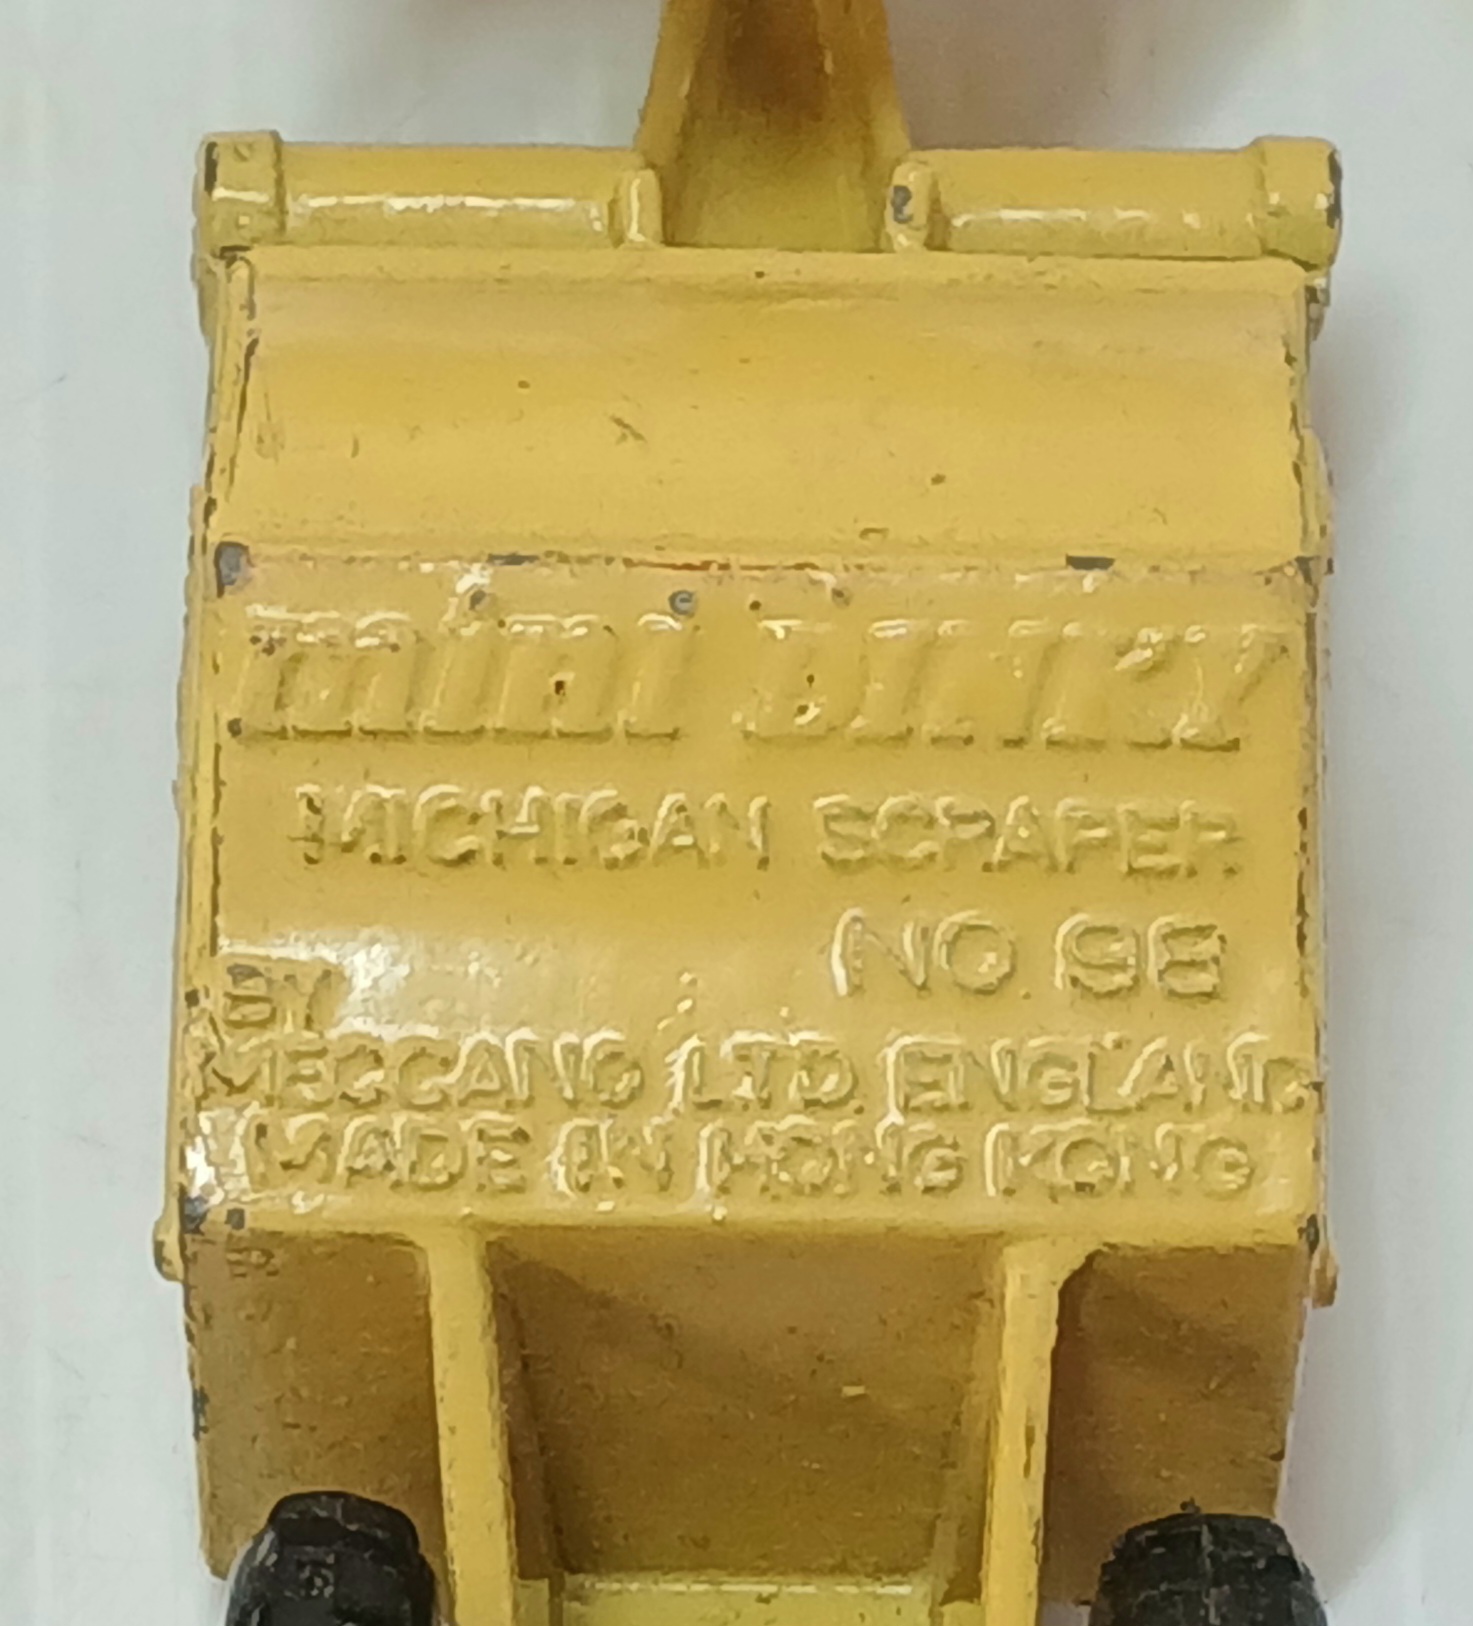 mini DINKY
MICHIGAN SCRAPER
NO. 98
BY
MECCANO LTD. ENGLAND
MADE IN HONG KONG